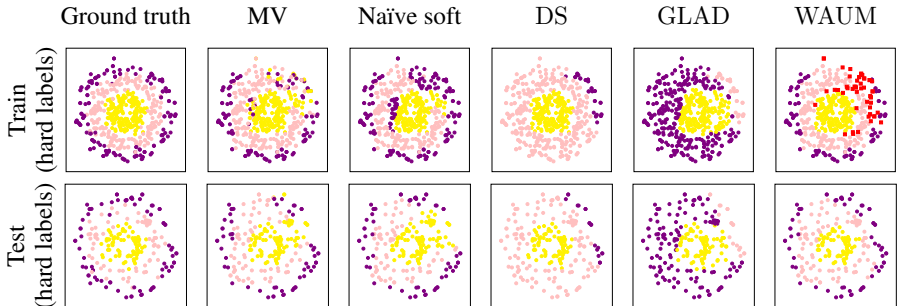 Ground truth MV Naïve soft DS GLAD WAUM
Train
(hard labels)
Test
(hard labels)